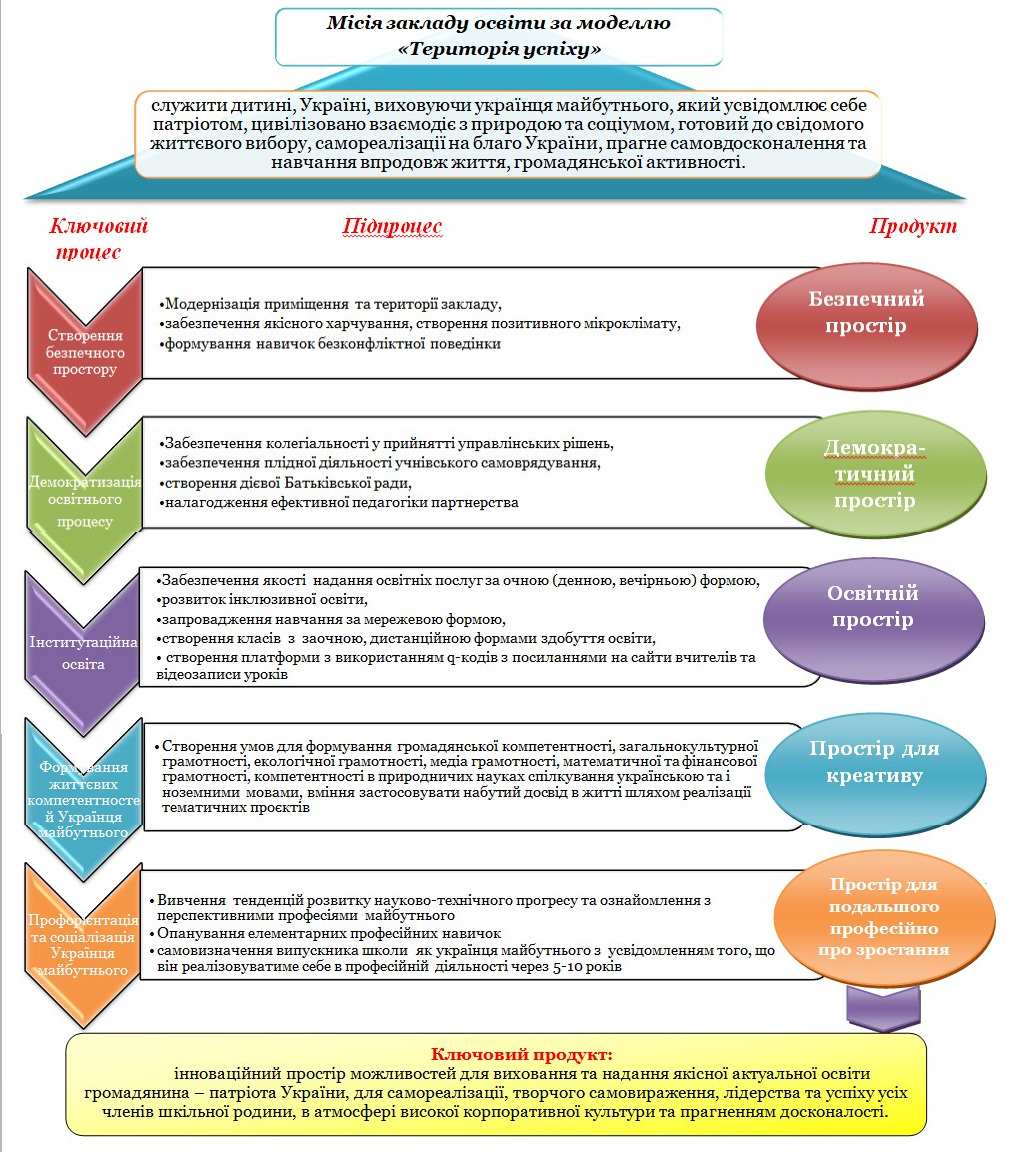 Місія закладу освіти за моделлю
«Територія успіху»
служити дитині, Україні, виховуючи українця майбутнього, який усвідомлює себе
патріотом, цивілізовано взаємодіє з природою та соціумом, готовий до свідомого
життєвого вибору, самореалізації на благо України, прагне самовдосконалення та
навчання впродовж життя, громадянської активності.
Ключовий
процес
Підпроцес
Продукт
Створення
безпечного
простору
•Модернізація приміщення та території закладу,
•забезпечення якісного харчування, створення позитивного мікроклімату,
•формування навичок безконфліктної поведінки
Безпечний
простір
Демократизація
освітнього
процесу
•Забезпечення колегіальності у прийнятті управлінських рішень,
•забезпечення плідної діяльності учнівського самоврядування,
•створення дієвої Батьківської ради,
•налагодження ефективної педагогіки партнерства
Демокра-
тичний
простір
Інститутаційна
освіта
•Забезпечення якості надання освітніх послуг за очною (денною, вечірньою) формою,
•розвиток інклюзивної освіти,
•запровадження навчання за мережевою формою,
•створення класів з заочною, дистанційною формами здобуття освіти,
• створення платформи з використанням q-кодів з посиланнями на сайти вчителів та
відеозаписи уроків
Освітній
простір
Формування
життєвих
компетентносте
й Українця
майбутнього
• Створення умов для формування громадянської компетентності, загальнокультурної
грамотності, екологічної грамотності, медіа грамотності, математичної та фінансової
грамотності, компетентності в природничих науках спілкування українською та і
ноземними мовами, вміння застосовувати набутий досвід в житті шляхом реалізації
тематичних проєктів
Простір для
креативу
Профорієнтація
та соціалізація
Українця
майбутнього
• Вивчення тенденцій розвитку науково-технічного прогресу та ознайомлення з
перспективними професіями майбутнього
• Опанування елементарних професійних навичок
• самовизначення випускника школи як українця майбутнього з усвідомленням того, що
він реалізовуватиме себе в професійній діяльності через 5-10 років
Простір для
подальшого
професійно
про зростання
Ключовий продукт:
інноваційний простір можливостей для виховання та надання якісної актуальної освіти
громадянина – патріота України, для самореалізації, творчого самовираження, лідерства та успіху усіх
членів шкільної родини, в атмосфері високої корпоративної культури та прагненням досконалості.